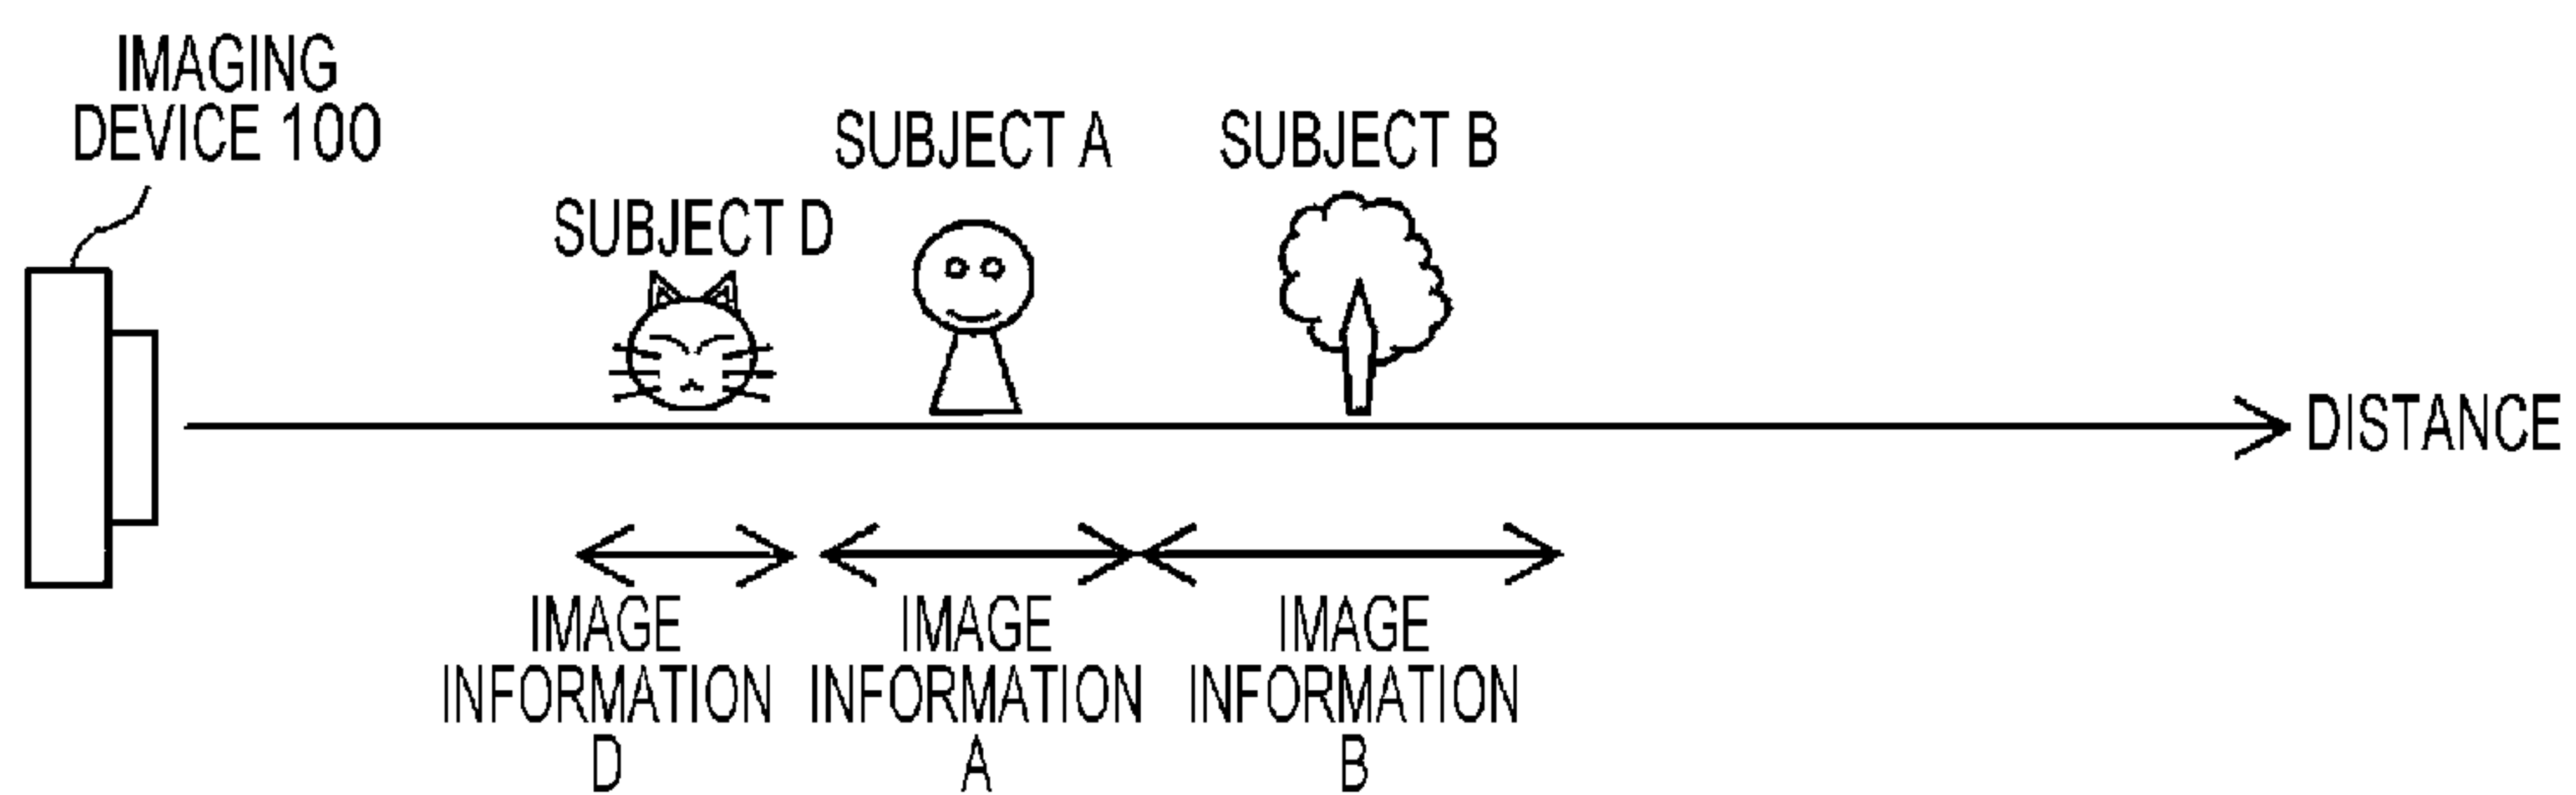 IMAGING
DEVICE 100
SUBJECT D
SUBJECT A
SUBJECT B
DISTANCE
IMAGE
INFORMATION
D
IMAGE
INFORMATION
A
IMAGE
INFORMATION
B